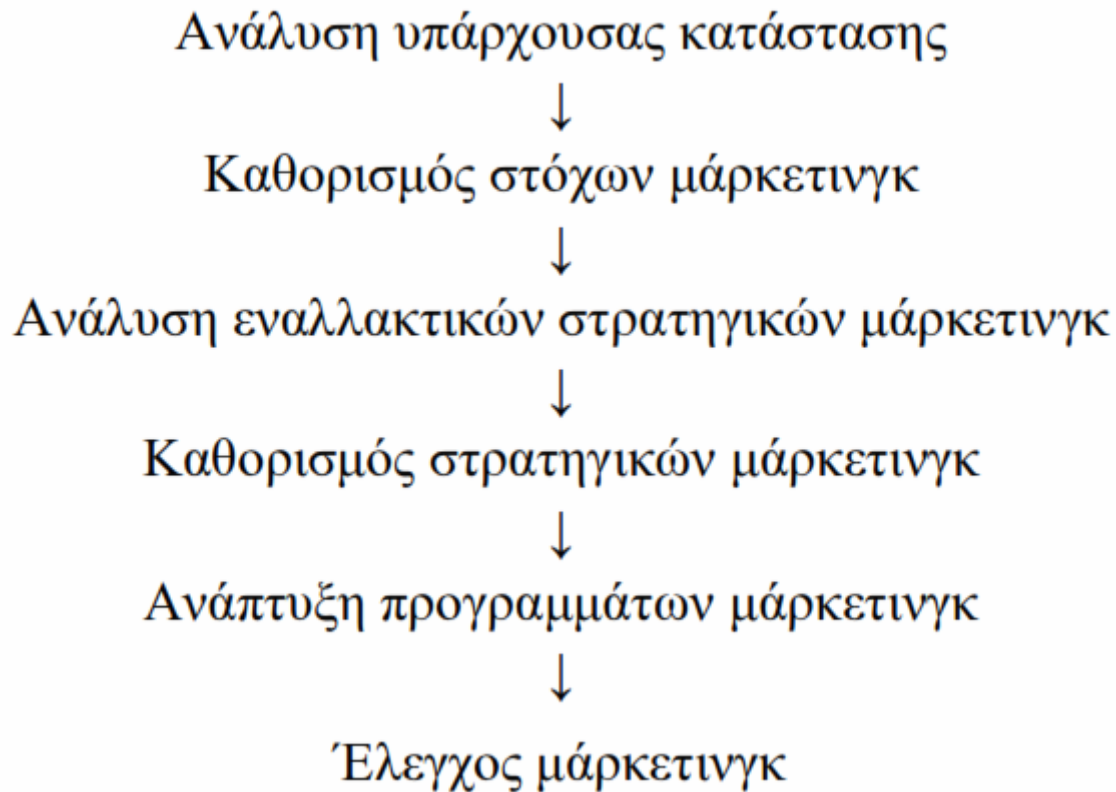 Ανάλυση υπάρχουσας κατάστασης
↓
Καθορισμός στόχων μάρκετινγκ
↓
Ανάλυση εναλλακτικών στρατηγικών μάρκετινγκ
↓
Καθορισμός στρατηγικών μάρκετινγκ
↓
Ανάπτυξη προγραμμάτων μάρκετινγκ
↓
Έλεγχος μάρκετινγκ